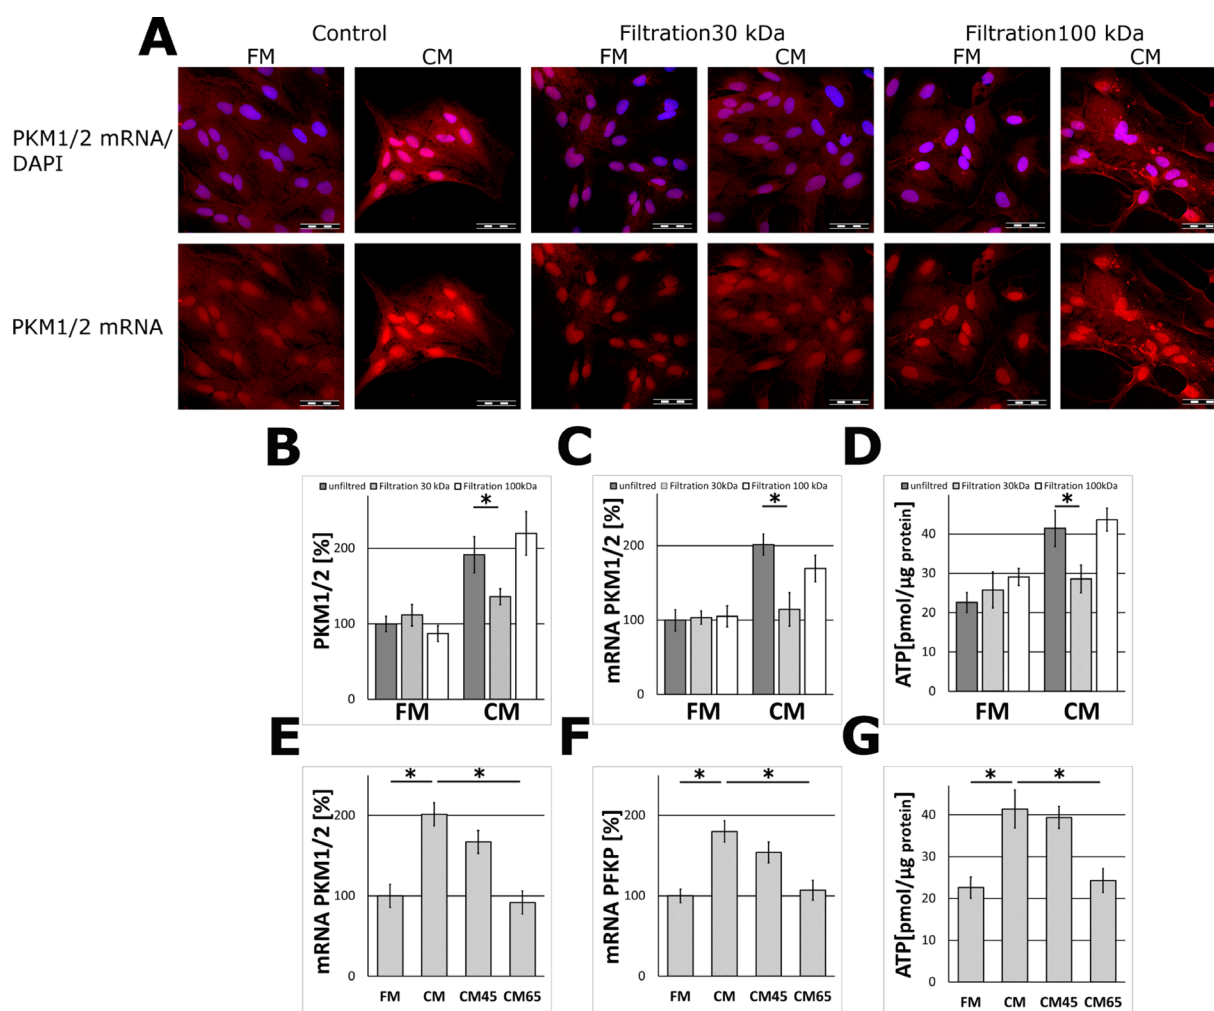 A
Control
Filtration30 kDa
Filtration100 kDa
FM
CM
FM
CM
FM
CM
PKM1/2 mRNA/
DAPI
PKM1/2 mRNA
B
C
D
unfiltred Filtration 30 kDa Filtration 100kDa
*
PKM1/2 [%]
200
100
0
FM CM
unfiltred Filtration 30kDa Filtration 100 kDa
*
mRNA PKM1/2 [%]
200
100
0
FM CM
unfiltred Filtration 30kDa Filtration 100kDa
*
ATP[pmol/µg protein]
40
30
20
10
0
FM CM
E
F
G
* *
mRNA PKM1/2 [%]
200
100
0
FM CM CM45 CM65
* *
mRNA PFKP [%]
200
100
0
FM CM CM45 CM65
* *
ATP[pmol/µg protein]
40
30
20
10
0
FM CM CM45 CM65